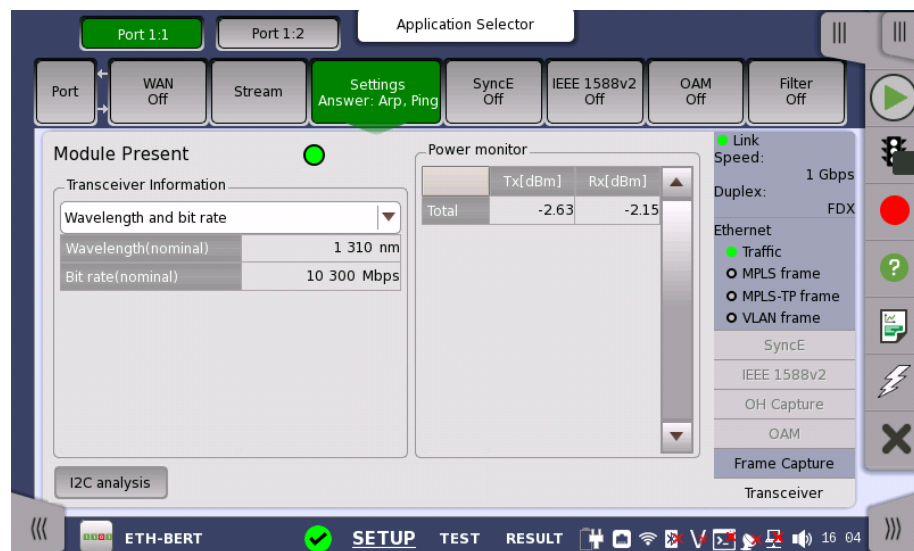 Application Selector
Port 1:1
Port 1:2
Port
WAN
Off
Stream
Settings
Answer: Arp, Ping
SyncE
Off
IEEE 1588v2
Off
OAM
Off
Filter
Off
Module Present
Transceiver Information
Wavelength and bit rate
Wavelength(nominal) 1 310 nm
Bit rate(nominal) 10 300 Mbps
I2C analysis
Power monitor
Tx[dBm] Rx[dBm]
Total -2.63 -2.15
Link
Speed:
1 Gbps
Duplex:
FDX
Ethernet
Traffic
MPLS frame
MPLS-TP frame
VLAN frame
SyncE
IEEE 1588v2
OH Capture
OAM
Frame Capture
Transceiver
ETH-BERT SETUP TEST RESULT 16 04